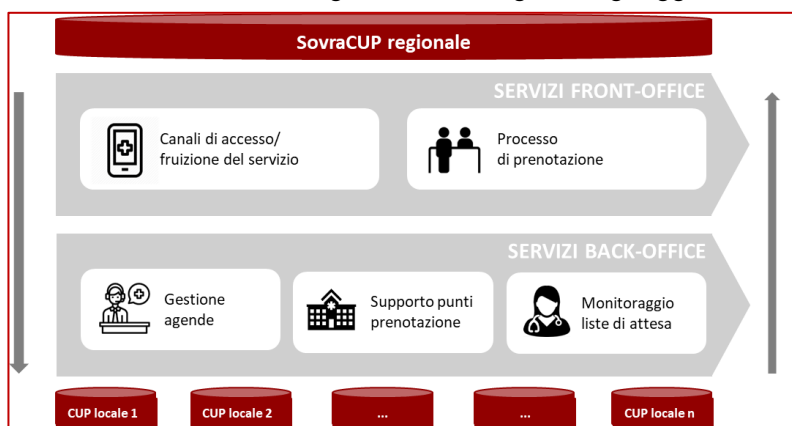 SovraCUP regionale
SERVIZI FRONT-OFFICE
Canali di accesso/
fruizione del servizio
Processo
di prenotazione
SERVIZI BACK-OFFICE
Gestione
agende
Supporto punti
prenotazione
Monitoraggio
liste di attesa
CUP locale 1
CUP locale 2
...
...
CUP locale n